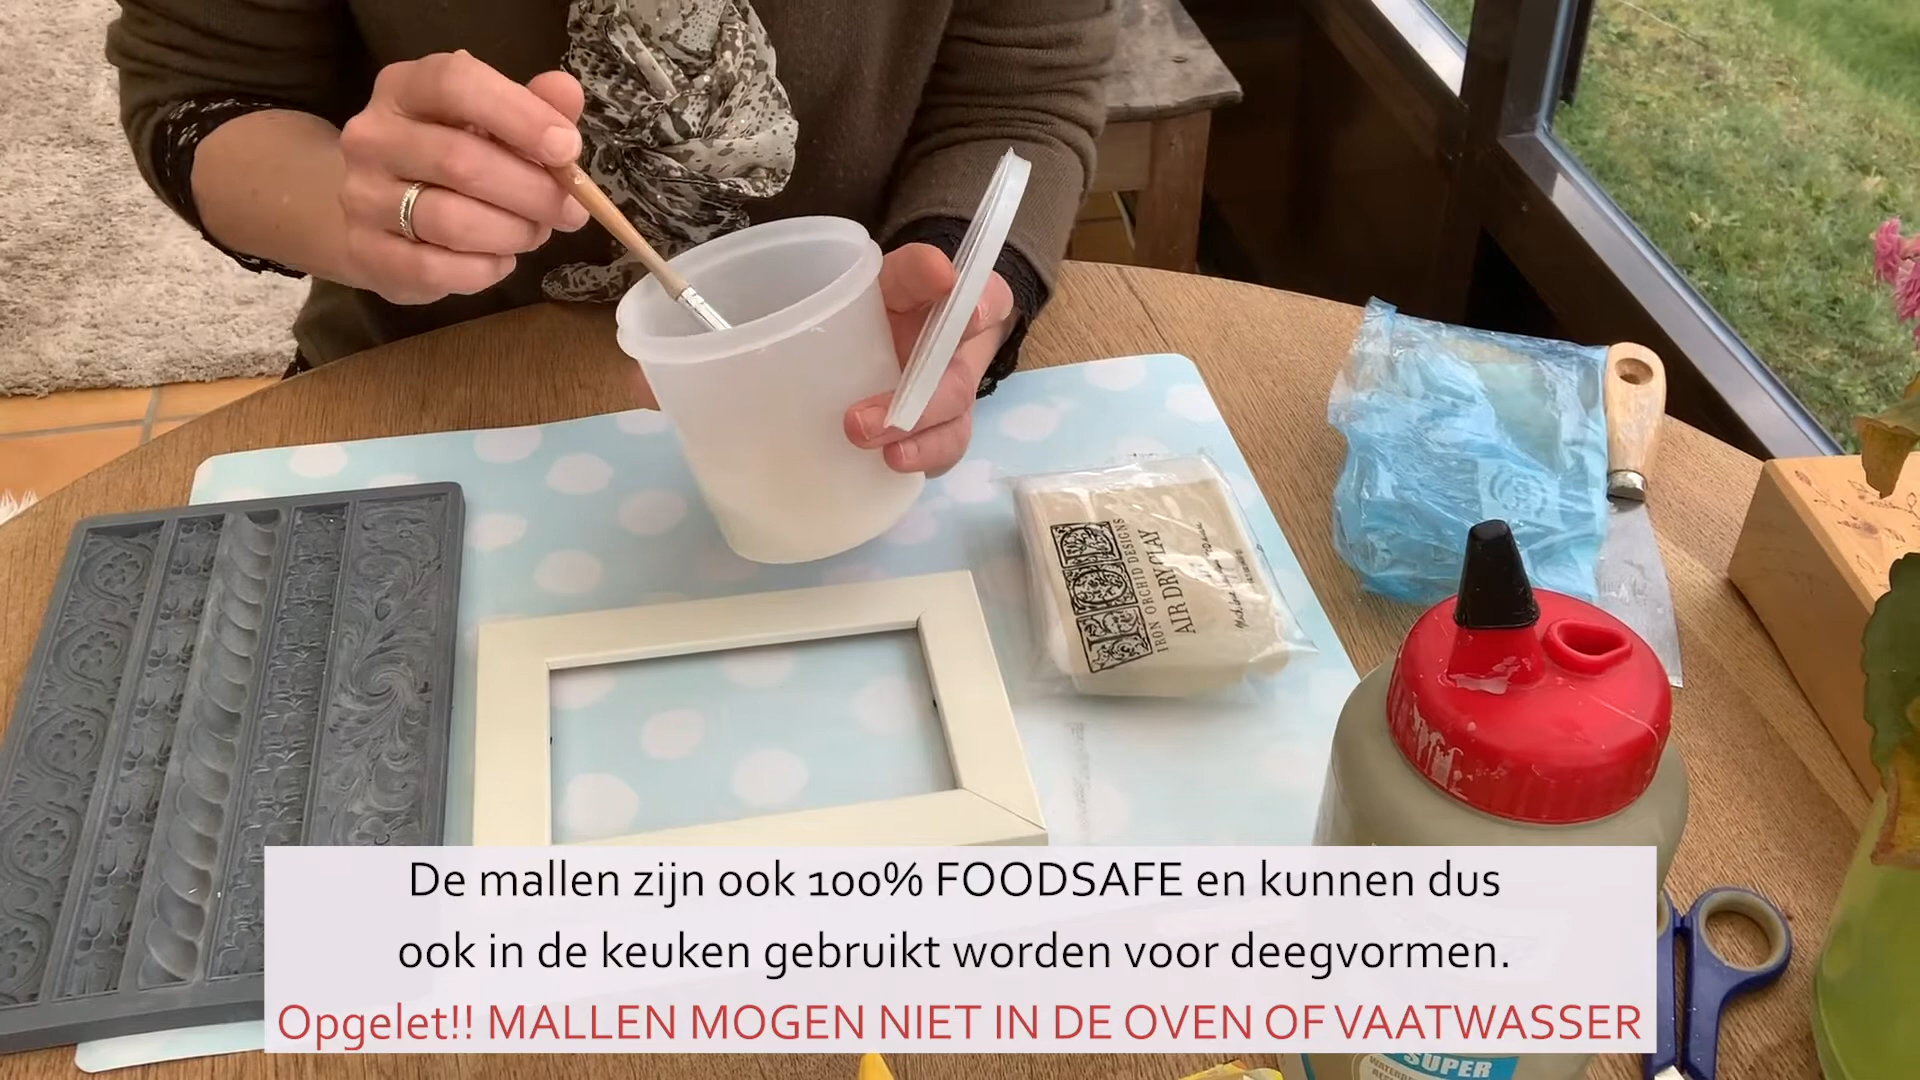 IOD
IRON ORCHID DESIGNS
AIR DRY CLAY
De mallen zijn ook 100% FOODSAFE en kunnen dus
ook in de keuken gebruikt worden voor deegvormen.
Opgelet!! MALLEN MOGEN NIET IN DE OVEN OF VAATWASSER
SUPER